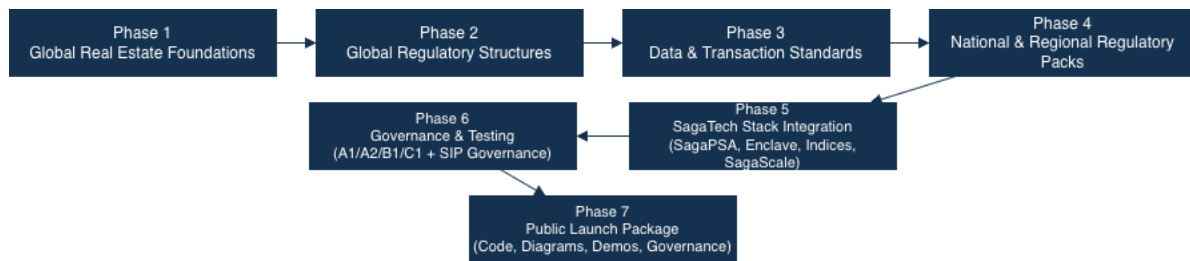 Phase 1
Global Real Estate Foundations
Phase 2
Global Regulatory Structures
Phase 3
Data & Transaction Standards
Phase 4
National & Regional Regulatory
Packs
Phase 5
SagaTech Stack Integration
(SagaPSA, Enclave, Indices,
SagaScale)
Phase 6
Governance & Testing
(A1/A2/B1/C1 + SIP Governance)
Phase 7
Public Launch Package
(Code, Diagrams, Demos, Governance)